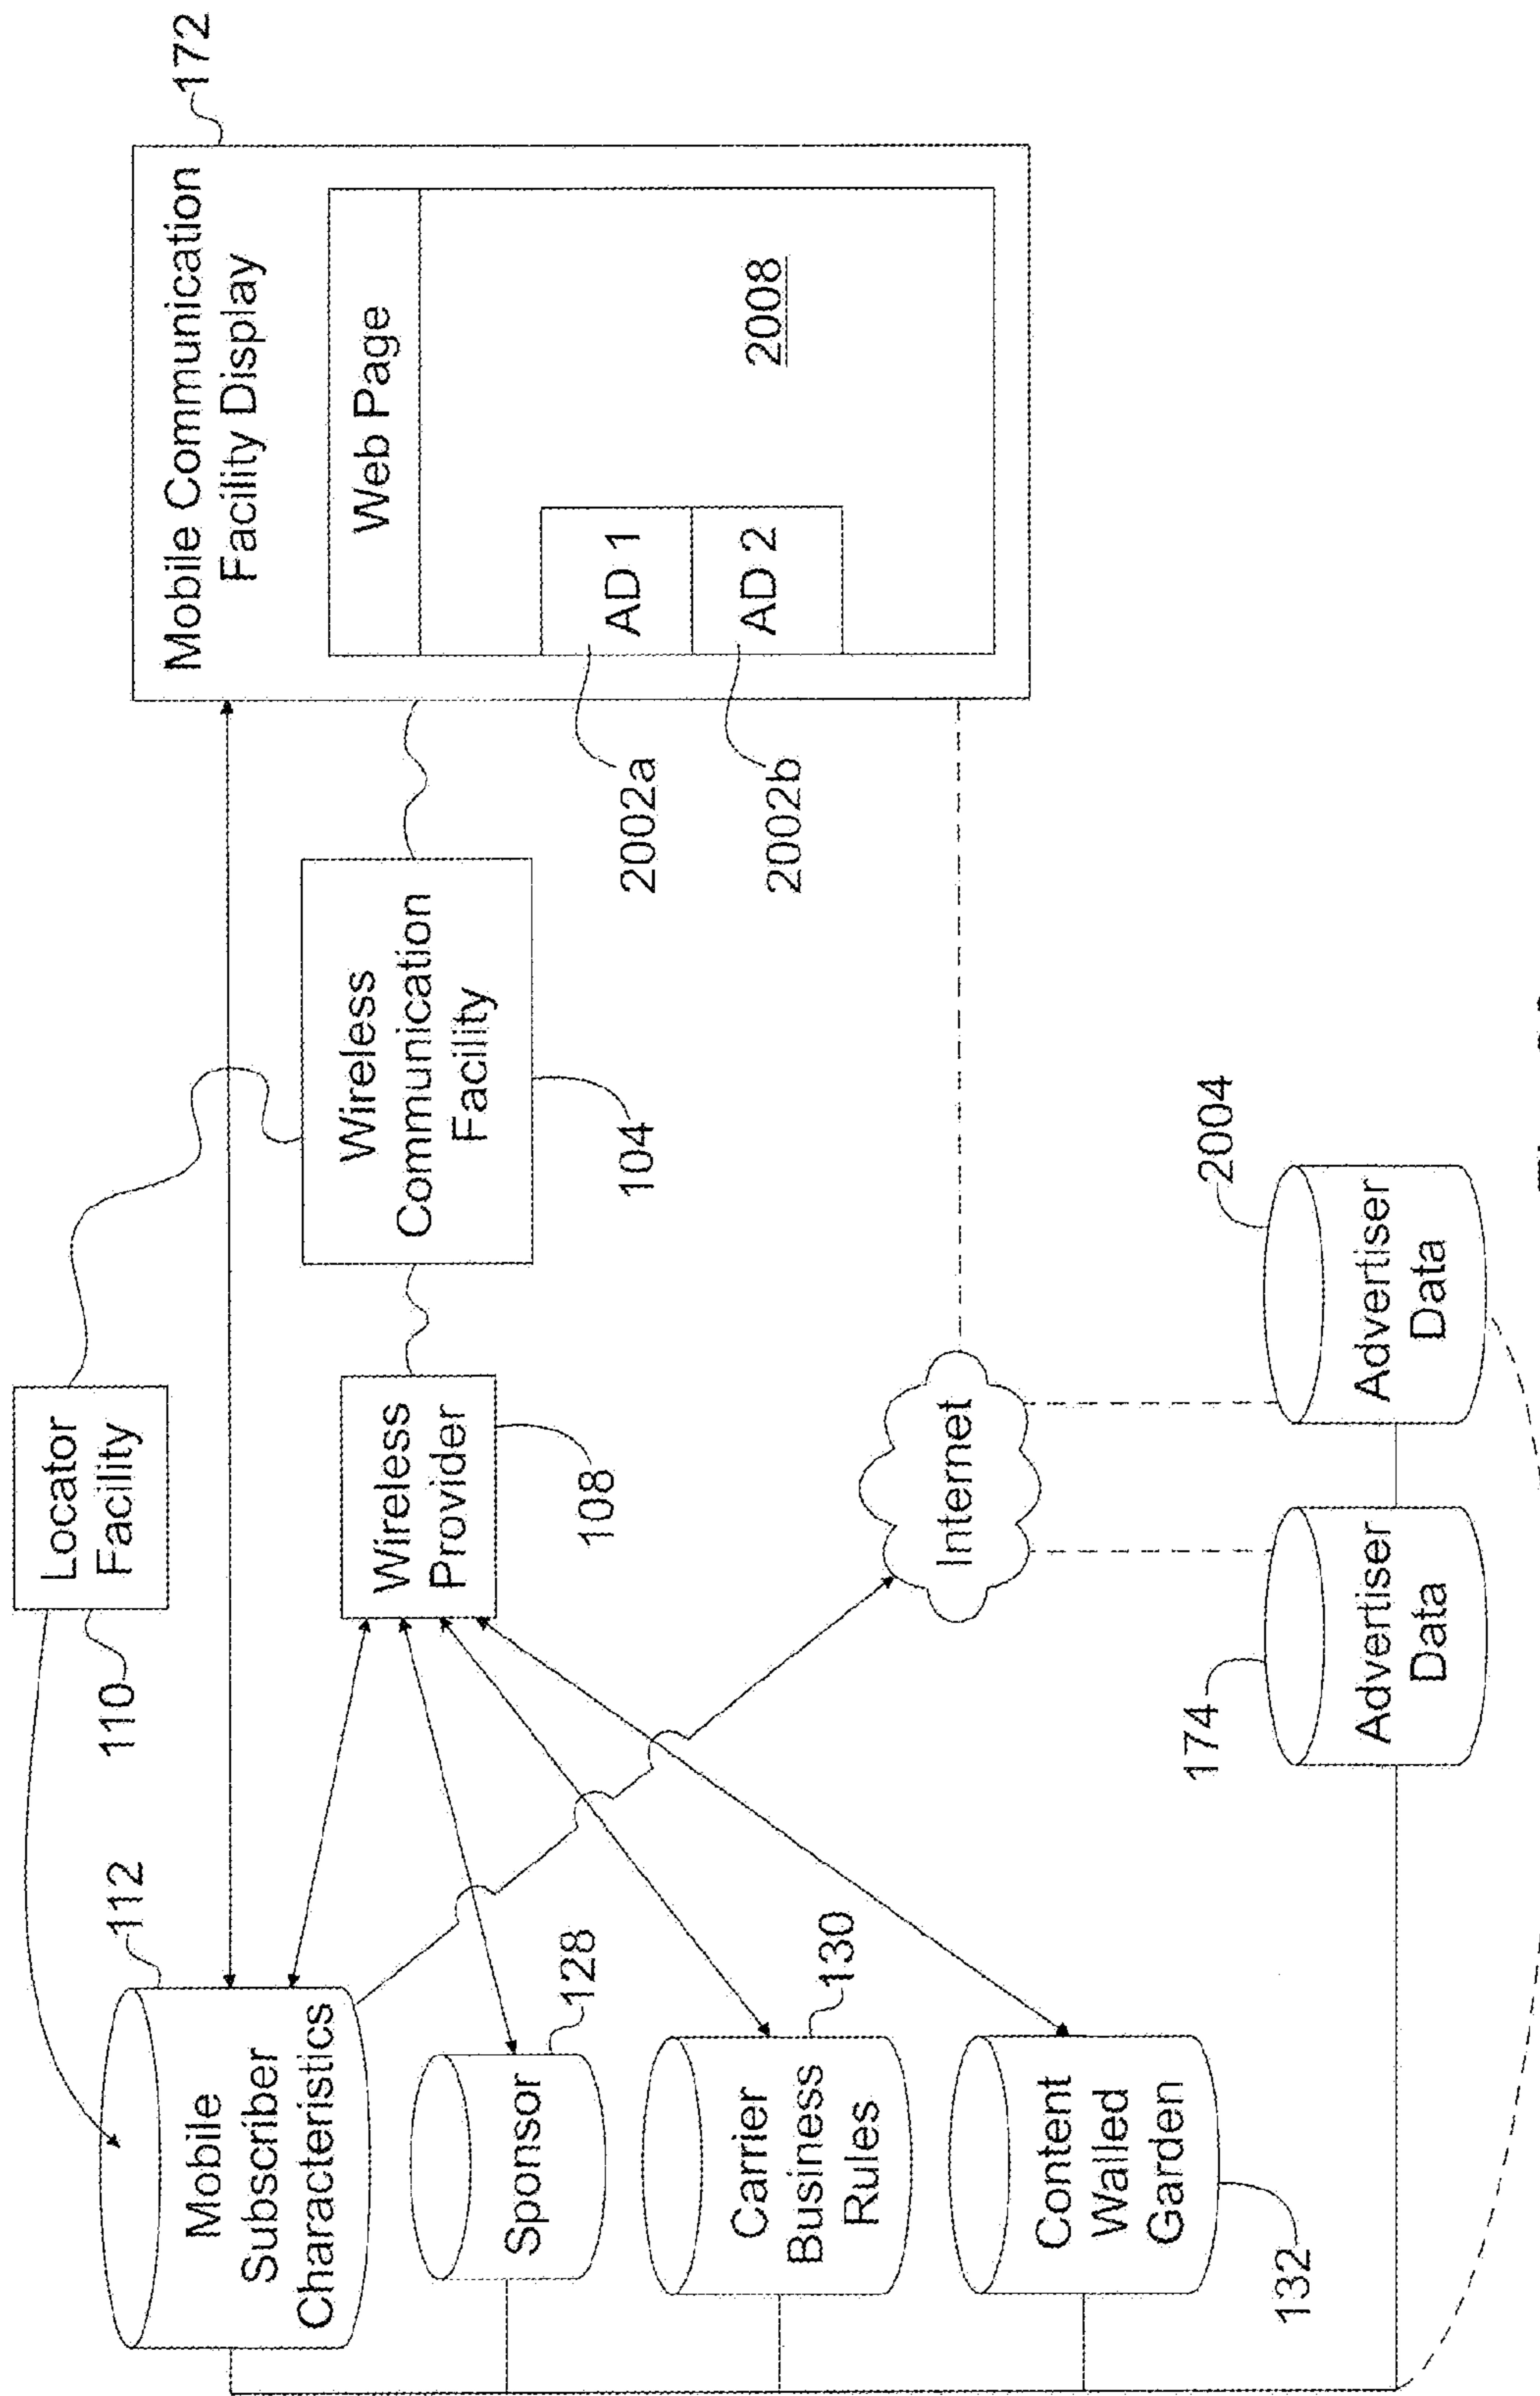 Locator
Facility
110
172
Mobile Communication
Facility Display
Web Page
2008
AD 1
AD 2
2002a
2002b
112
Mobile
Subscriber
Characteristics
Wireless
Provider
108
Wireless
Communication
Facility
104
Sponsor
128
Carrier
Business
Rules
130
Content
Walled
Garden
132
Internet
174
Advertiser
Data
2004
Advertiser
Data